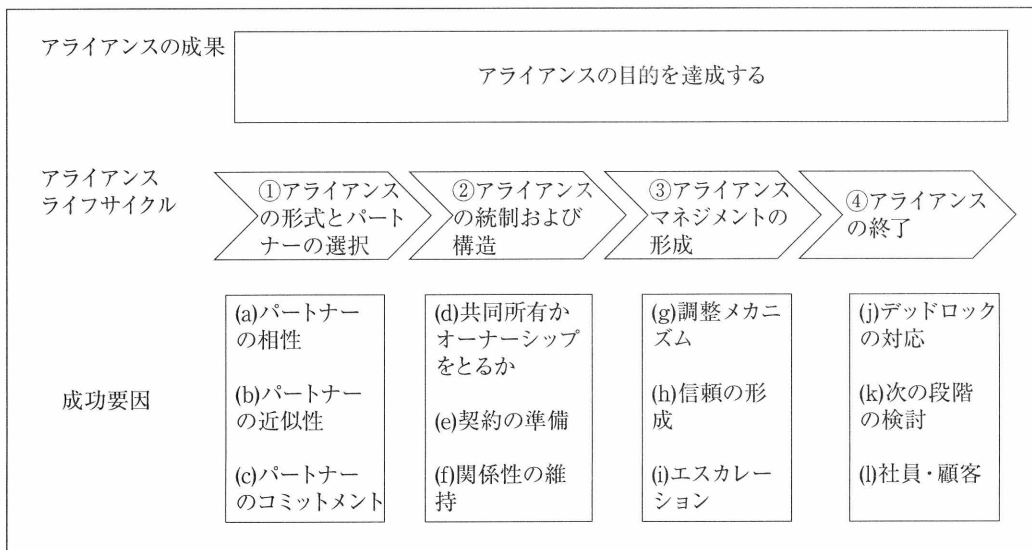 アライアンスの成果
アライアンスの目的を達成する
アライアンス
ライフサイクル
①アライアンス
の形式とパート
ナーの選択
②アライアンス
の統制および
構造
③アライアンス
マネジメントの
形成
④アライアンス
の終了
成功要因
(a)パートナー
の相性
(b)パートナー
の近似性
(c)パートナー
のコミットメント
(d)共同所有か
オーナーシップ
をとるか
(e)契約の準備
(f)関係性の維
持
(g)調整メカニ
ズム
(h)信頼の形
成
(i)エスカレー
ション
(j)デッドロック
の対応
(k)次の段階
の検討
(l)社員・顧客